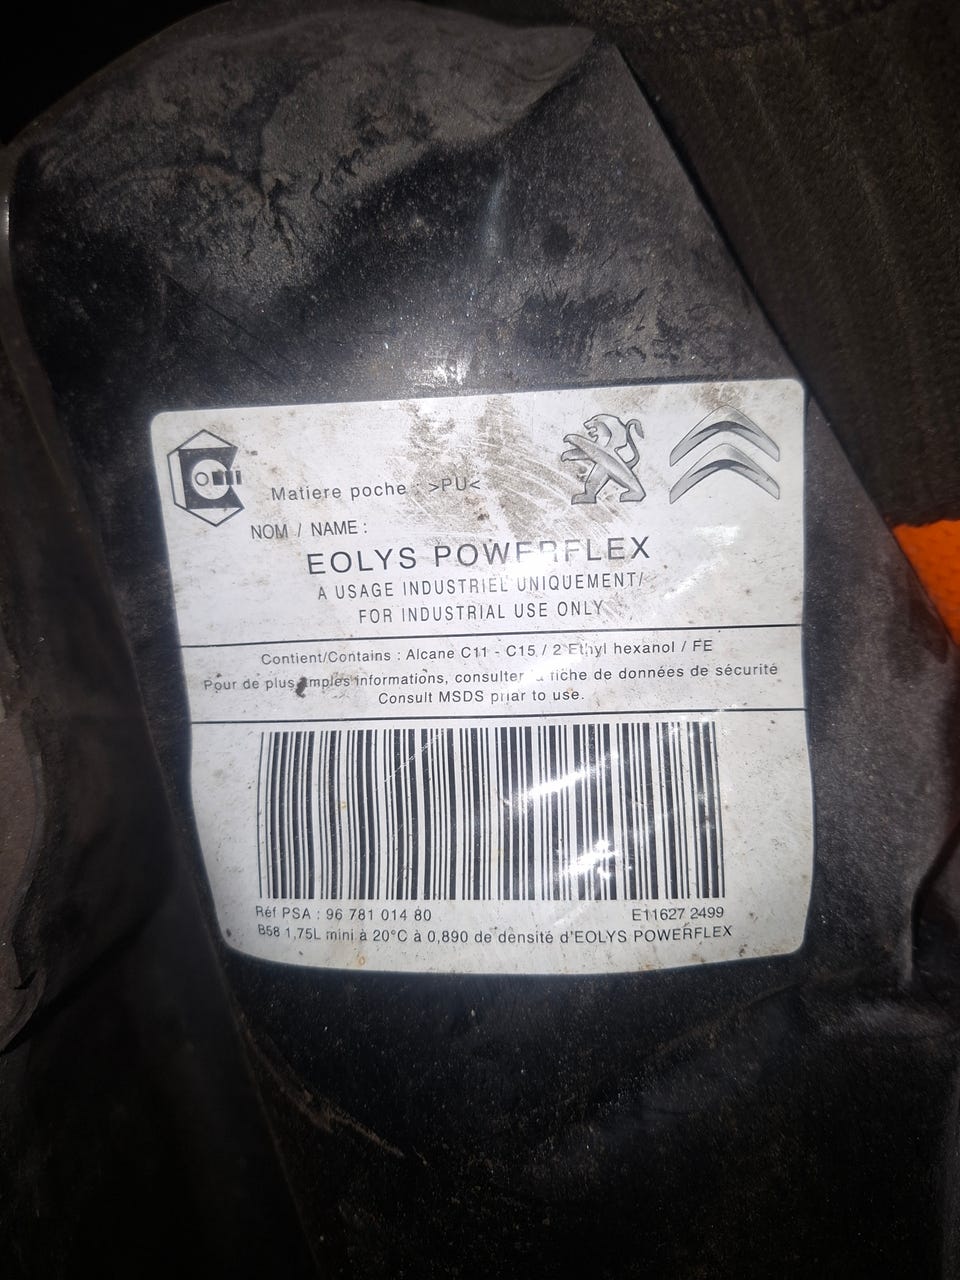 omi
Matiere poche : >PU<
NOM / NAME :
EOLYS POWERFLEX
A USAGE INDUSTRIEL UNIQUEMENT/
FOR INDUSTRIAL USE ONLY
Contient/Contains : Alcane C11 - C15 / 2 Ethyl hexanol / FE
Pour de plus amples informations, consulter la fiche de données de sécurité
Consult MSDS priar to use.
Réf PSA : 96 781 014 80 E11627 2499
B58 1,75L mini à 20°C à 0,890 de densité d'EOLYS POWERFLEX